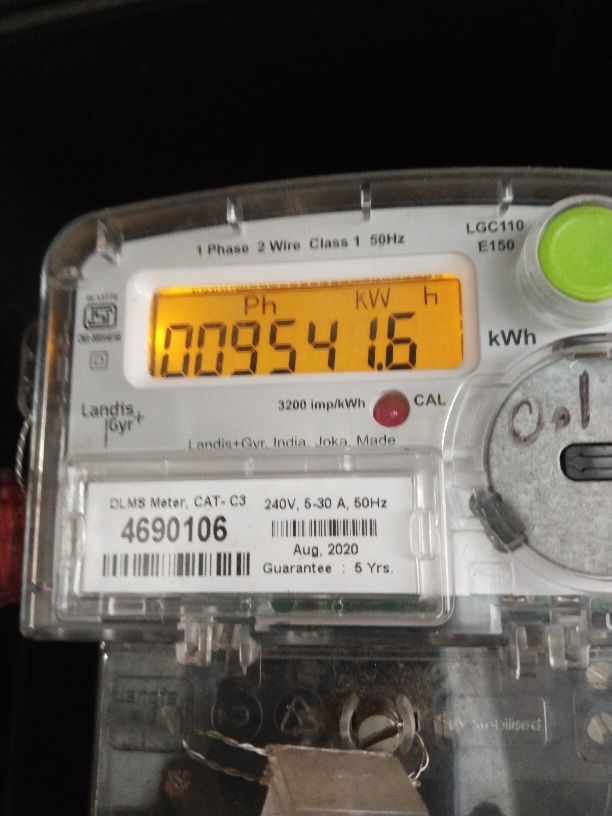 1 Phase 2 Wire Class 1 50Hz
LGC110
E150
Ph kW h
009541.6
kWh
3200 imp/kWh CAL
Landis
Gyr+
Landis+Gyr, India, Joka, Made
DLMS Meter, CAT- C3
4690106
240V, 5-30 A, 50Hz
Aug, 2020
Guarantee : 5 Yrs.